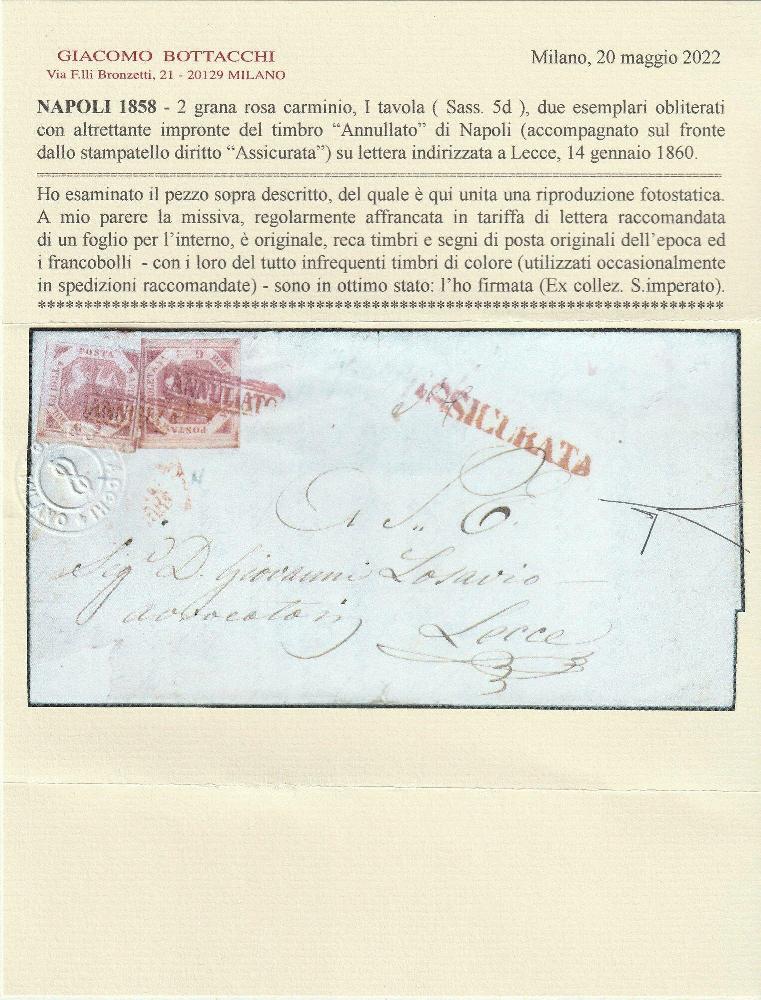 GIACOMO BOTTACCHI
Via F.lli Bronzetti, 21 - 20129 MILANO
Milano, 20 maggio 2022
NAPOLI 1858 - 2 grana rosa carminio, I tavola ( Sass. 5d ), due esemplari obliterati
con altrettante impronte del timbro “Annullato” di Napoli (accompagnato sul fronte
dallo stampatello diritto “Assicurata”) su lettera indirizzata a Lecce, 14 gennaio 1860.
Ho esaminato il pezzo sopra descritto, del quale è qui unita una riproduzione fotostatica.
A mio parere la missiva, regolarmente affrancata in tariffa di lettera raccomandata
di un foglio per l’interno, è originale, reca timbri e segni di posta originali dell’epoca ed
i francobolli - con i loro del tutto infrequenti timbri di colore (utilizzati occasionalmente
in spedizioni raccomandate) - sono in ottimo stato: l’ho firmata (Ex collez. S.imperato).
**************************************************************************
POSTA
ANNULLATO
ASSICURATA
A S. E.
Sigr D. Giovanni Losavio
Lecce